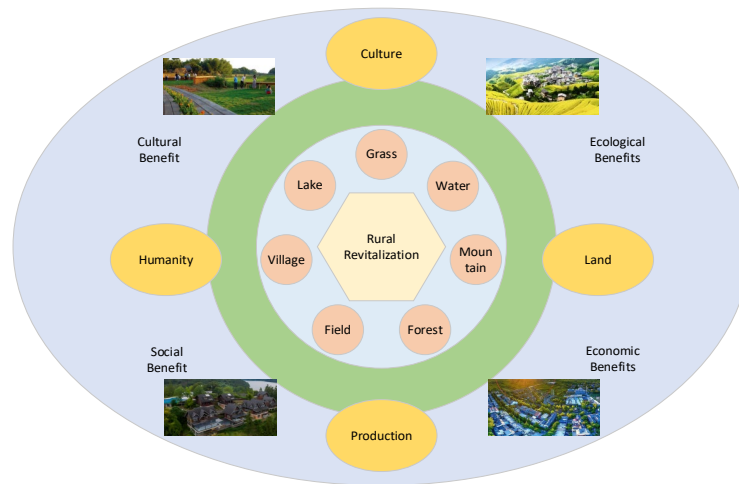 Culture
Cultural
Benefit
Ecological
Benefits
Grass
Lake
Water
Rural
Revitalization
Humanity
Village
Moun
tain
Land
Field
Forest
Social
Benefit
Economic
Benefits
Production